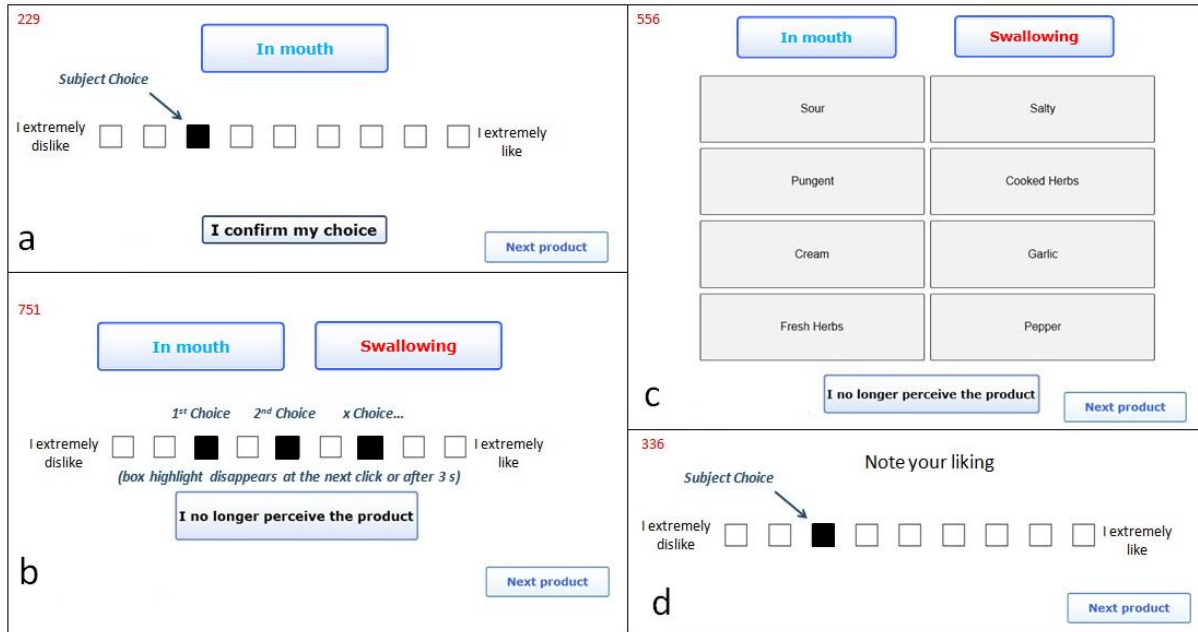 229
In mouth
Subject Choice
I extremely
dislike
I extremely
like
I confirm my choice
a
Next product
751
In mouth
Swallowing
1st Choice
2nd Choice
x Choice...
I extremely
dislike
I extremely
like
(box highlight disappears at the next click or after 3 s)
I no longer perceive the product
b
Next product
556
In mouth
Swallowing
Sour
Salty
Pungent
Cooked Herbs
Cream
Garlic
Fresh Herbs
Pepper
I no longer perceive the product
c
Next product
336
Note your liking
Subject Choice
I extremely
dislike
I extremely
like
d
Next product